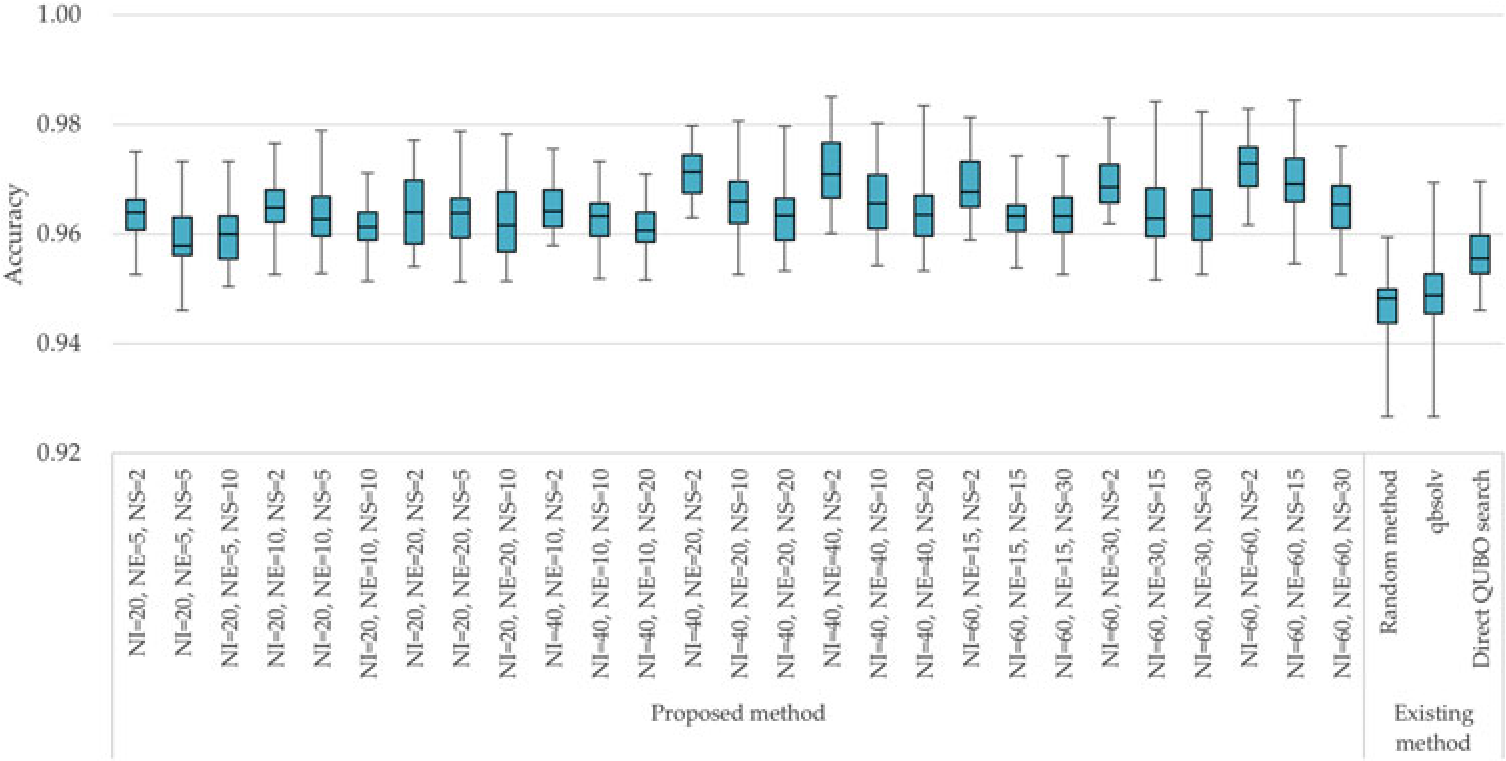 1.00
0.98
0.96
0.94
0.92
Accuracy
NI=20, NE=5, NS=2
NI=20, NE=5, NS=5
NI=20, NE=5, NS=10
NI=20, NE=10, NS=2
NI=20, NE=10, NS=5
NI=20, NE=10, NS=10
NI=20, NE=20, NS=2
NI=20, NE=20, NS=5
NI=20, NE=20, NS=10
NI=40, NE=10, NS=2
NI=40, NE=10, NS=10
NI=40, NE=10, NS=20
NI=40, NE=20, NS=2
NI=40, NE=20, NS=10
NI=40, NE=20, NS=20
NI=40, NE=40, NS=2
NI=40, NE=40, NS=10
NI=40, NE=40, NS=20
NI=60, NE=15, NS=2
NI=60, NE=15, NS=15
NI=60, NE=15, NS=30
NI=60, NE=30, NS=2
NI=60, NE=30, NS=15
NI=60, NE=30, NS=30
NI=60, NE=60, NS=2
NI=60, NE=60, NS=15
NI=60, NE=60, NS=30
Random method
qbsolv
Direct QUBO search
Proposed method
Existing
method